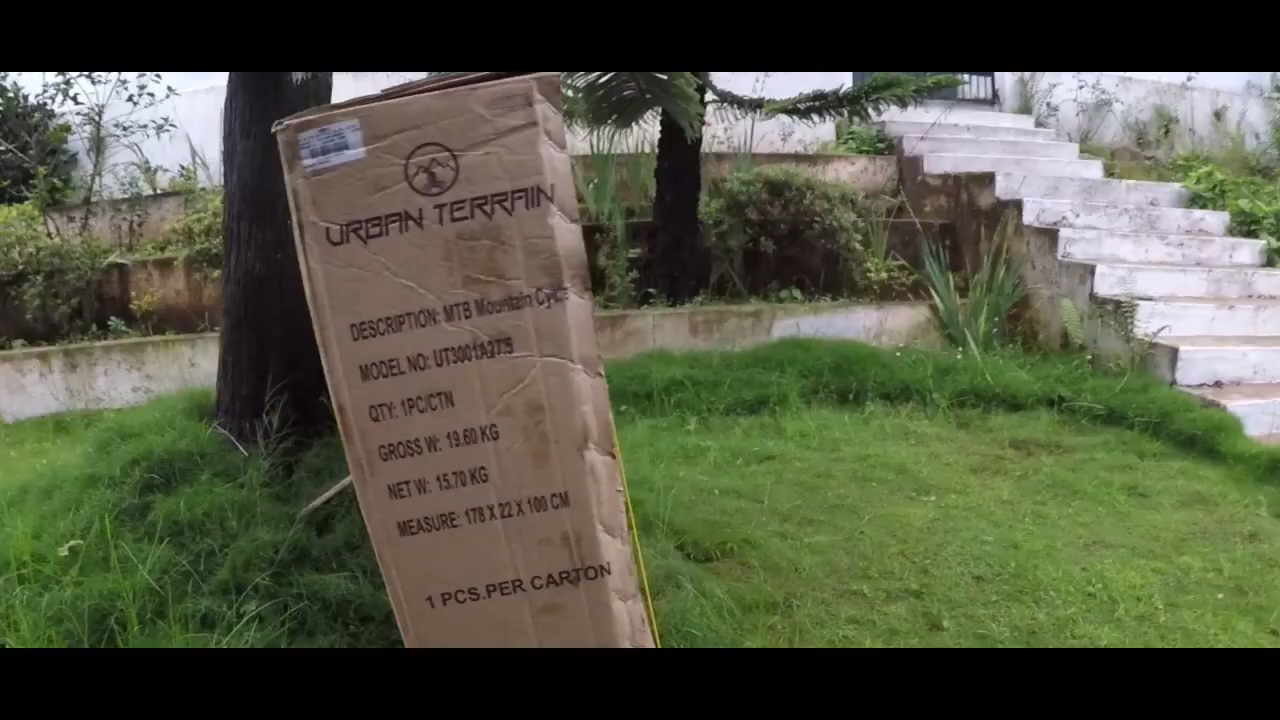 URBAN TERRAIN
DESCRIPTION: MTB Mountain Cycle
MODEL NO: UT3001A27.5
QTY: 1PC/CTN
GROSS W: 19.60 KG
NET W: 15.70 KG
MEASURE: 178 X 22 X 100 CM
1 PCS.PER CARTON